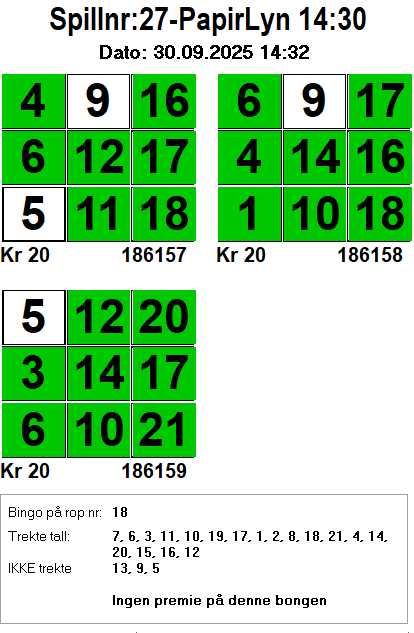 Spillnr:27-PapirLyn 14:30
Dato: 30.09.2025 14:32
4 9 16
6 12 17
5 11 18
Kr 20 186157
6 9 17
4 14 16
1 10 18
Kr 20 186158
5 12 20
3 14 17
6 10 21
Kr 20 186159
Bingo på rop nr: 18
Trekte tall: 7, 6, 3, 11, 10, 19, 17, 1, 2, 8, 18, 21, 4, 14,
20, 15, 16, 12
IKKE trekte 13, 9, 5
Ingen premie på denne bongen